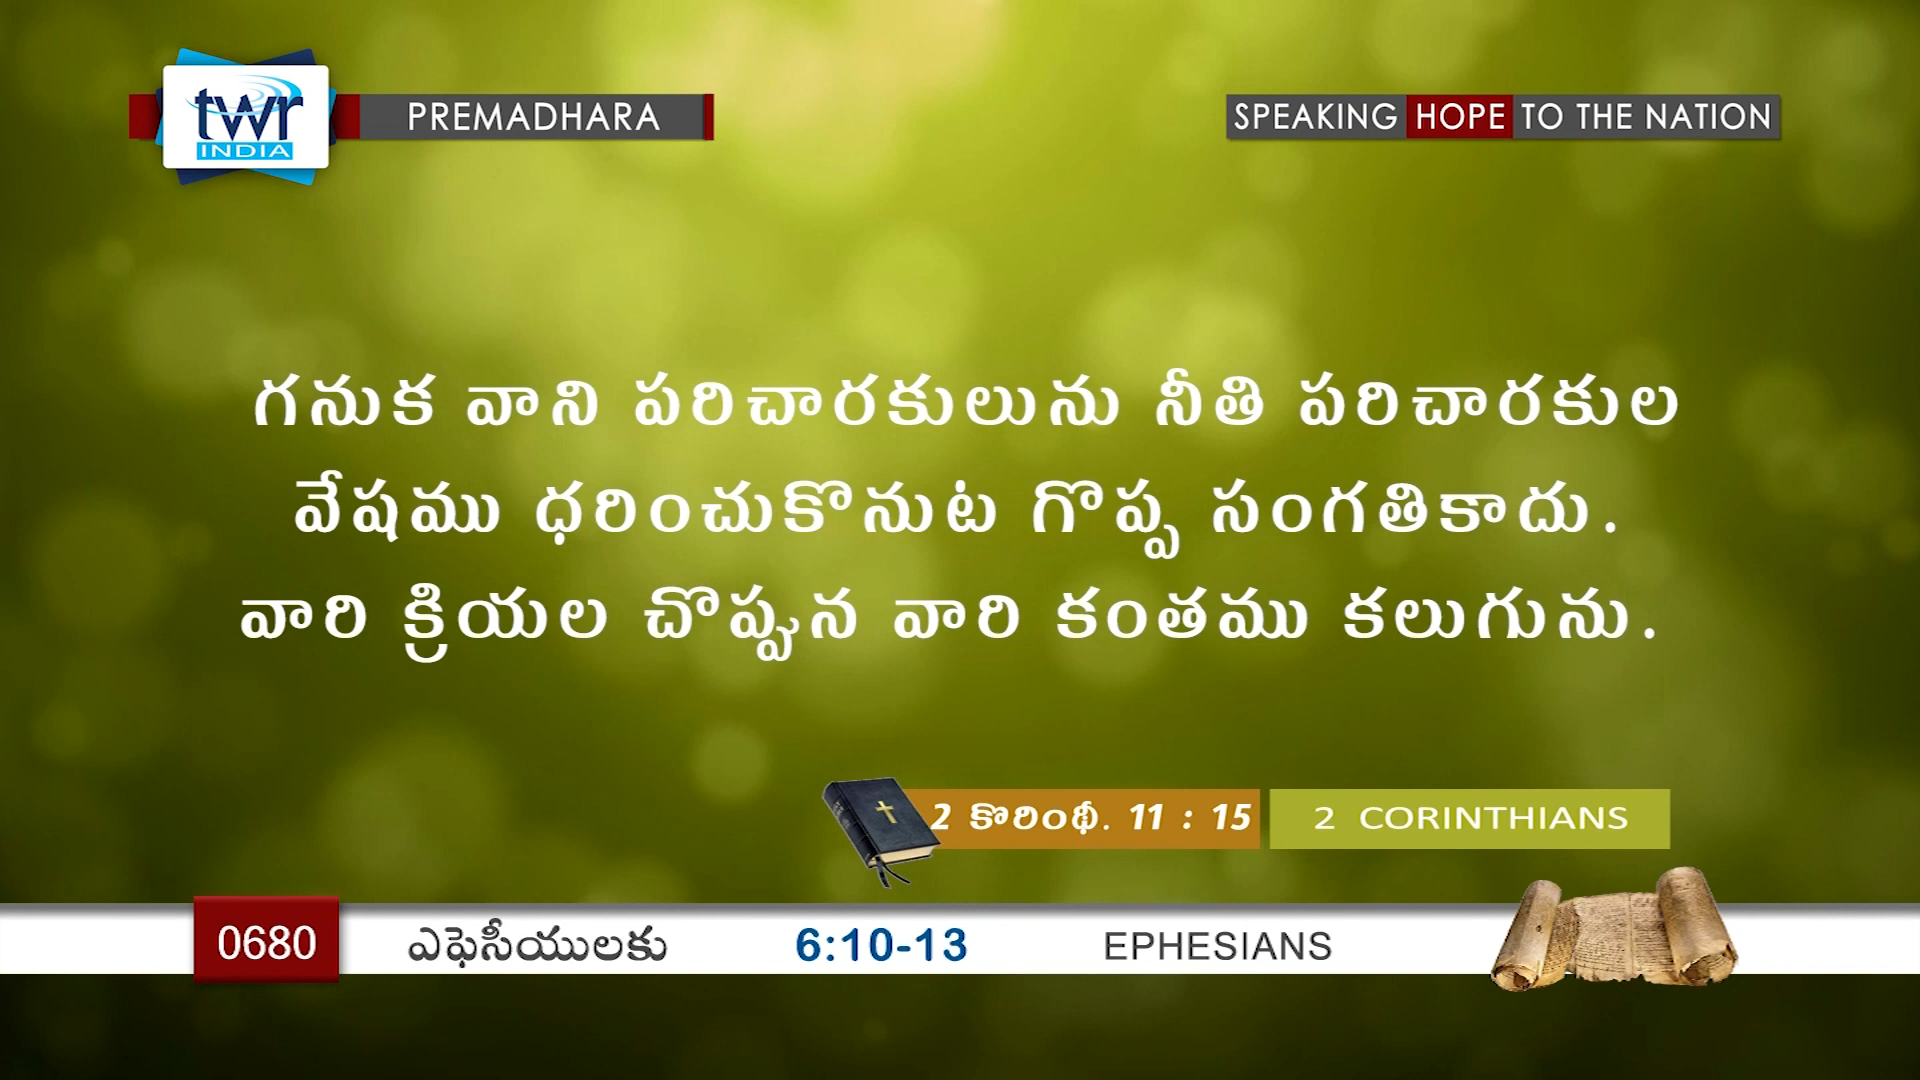 twr
INDIA
PREMADHARA
SPEAKING HOPE TO THE NATION
గనుక వాని పరిచారకులును నీతి పరిచారకుల
వేషము ధరించుకొనుట గొప్ప సంగతికాదు.
వారి క్రియల చొప్పున వారి కంతము కలుగును.
2 కొరింథీ. 11 : 15
2 CORINTHIANS
0680
ఎఫెసీయులకు
6:10-13
EPHESIANS